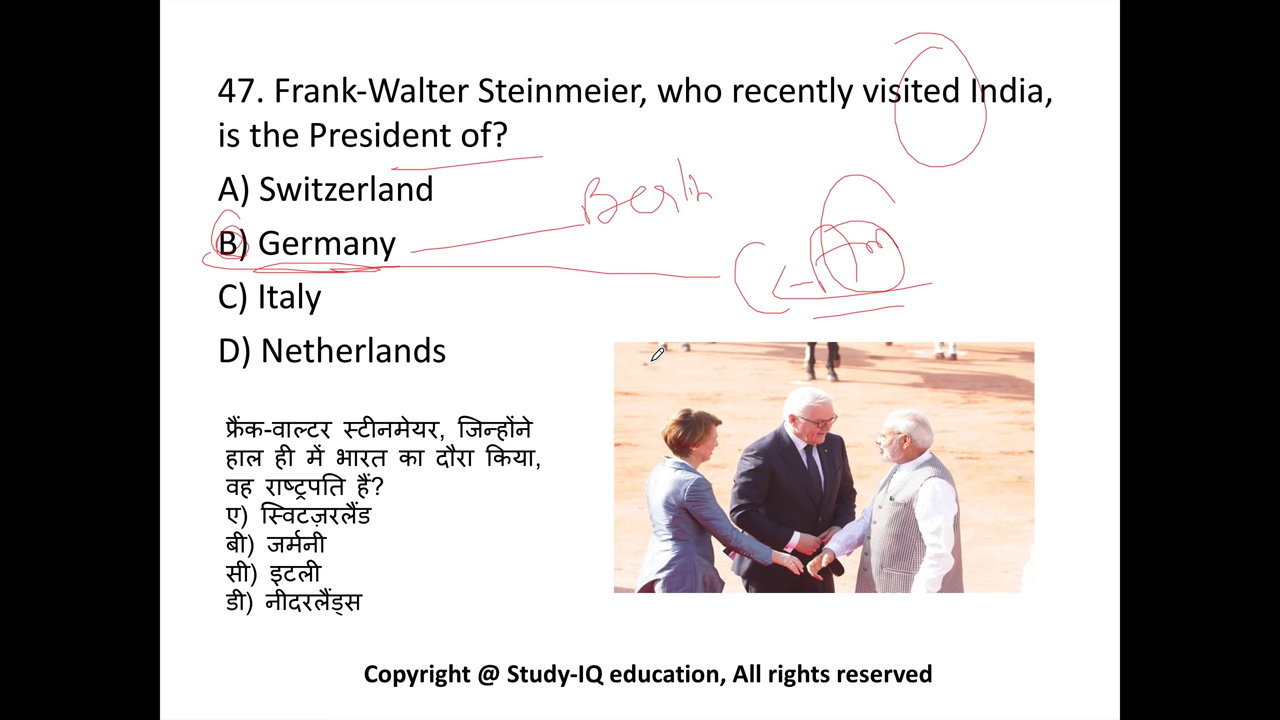 47. Frank-Walter Steinmeier, who recently visited India,
is the President of?
A) Switzerland
Berlin
B) Germany
C) Italy
D) Netherlands
फ्रैंक-वाल्टर स्टीनमेयर, जिन्होंने
हाल ही में भारत का दौरा किया,
वह राष्ट्रपति हैं?
ए) स्विटज़रलैंड
बी) जर्मनी
सी) इटली
डी) नीदरलैंड्स
Copyright @ Study-IQ education, All rights reserved